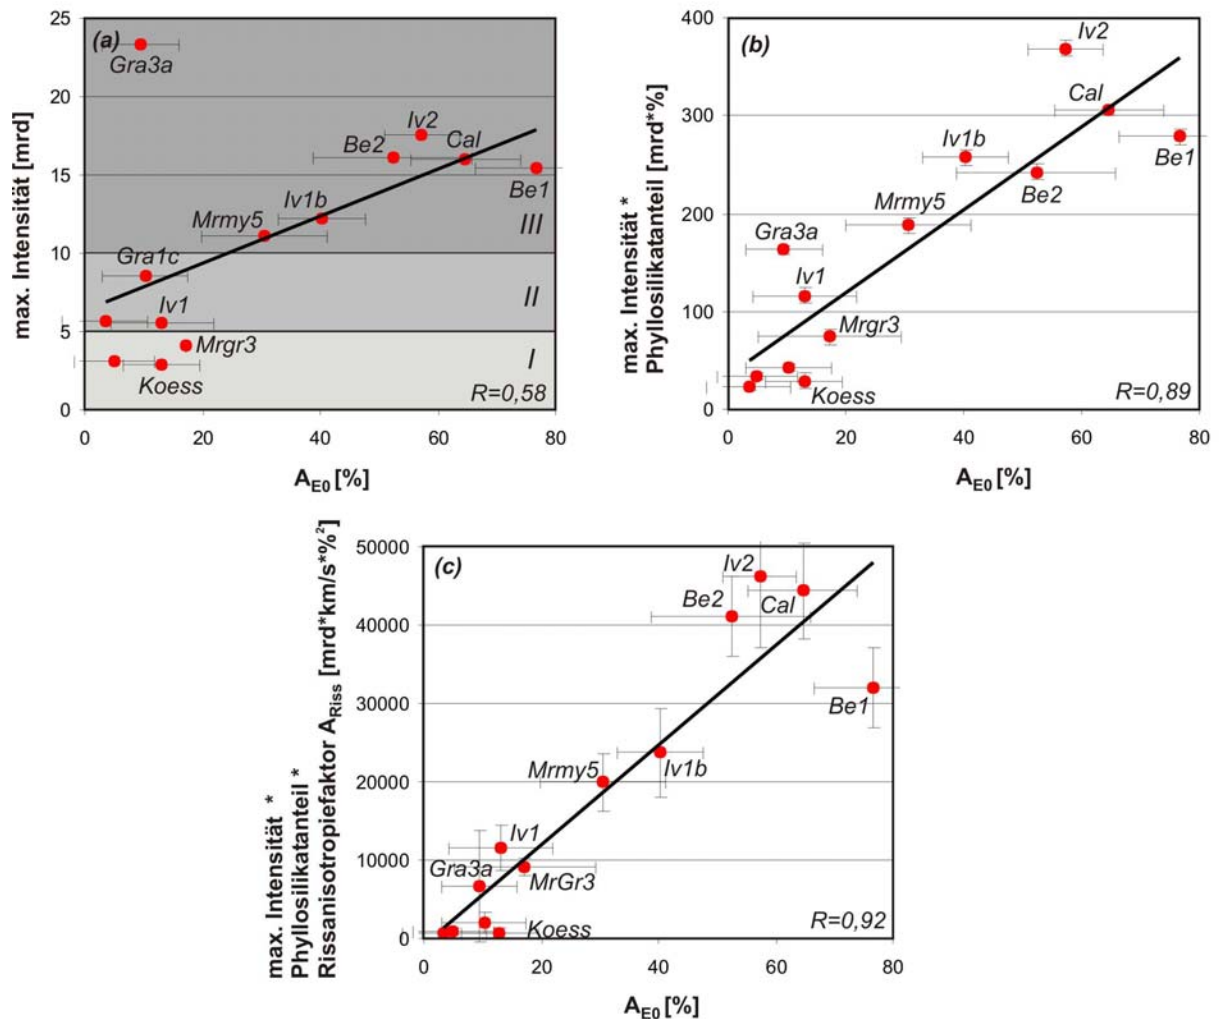 (a)
max. Intensität [mrd]
25
20
15
10
5
0
Gra3a
Iv2
Be2
Cal
Be1
Iv1b
Mrmy5
III
Gra1c
Iv1
II
Mrgr3
I
Koess
R=0,58
0 20 40 60 80
A_E0 [%]
(b)
max. Intensität *
Phyllosilikatanteil [mrd*%]
400
300
200
100
0
Iv2
Cal
Iv1b
Be1
Be2
Mrmy5
Gra3a
Iv1
Mrgr3
Koess
R=0,89
0 20 40 60 80
A_E0 [%]
(c)
max. Intensität *
Phyllosilikatanteil *
Rissanisotropiefaktor A_Riss [mrd*km/s*%²]
50000
40000
30000
20000
10000
0
Iv2
Be2
Cal
Be1
Mrmy5
Iv1b
Iv1
Gra3a
MrGr3
Koess
R=0,92
0 20 40 60 80
A_E0 [%]